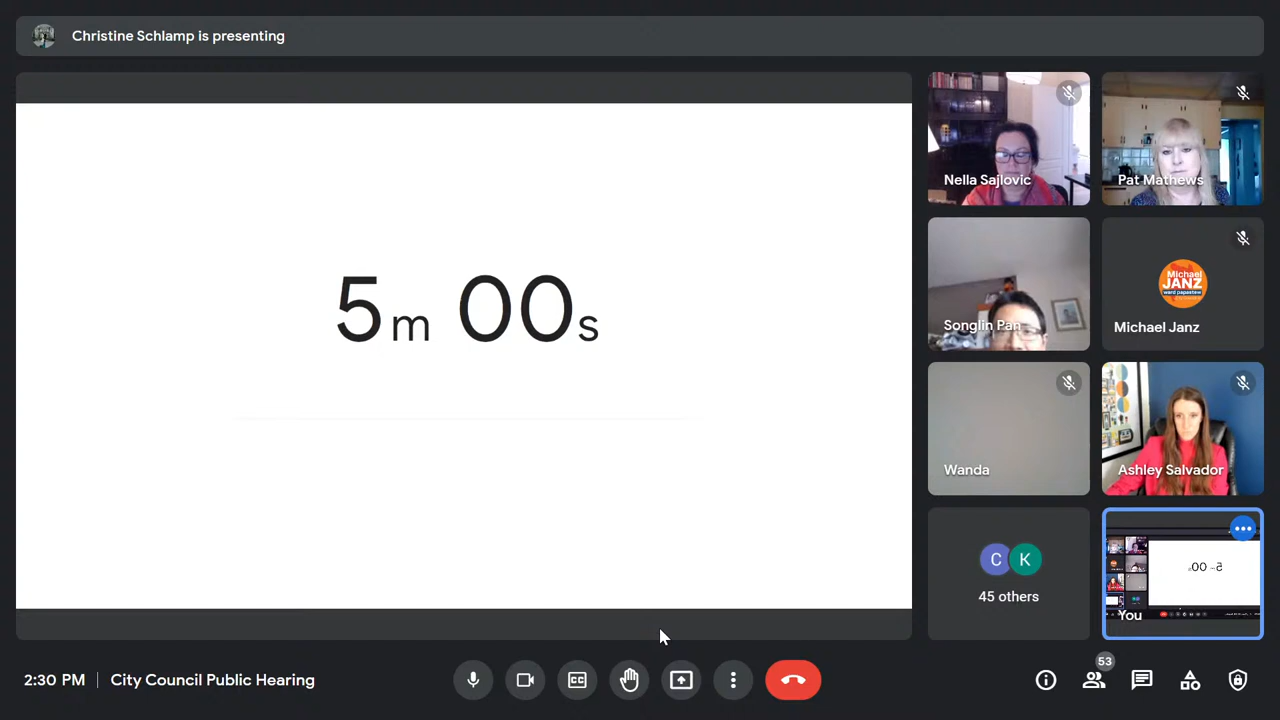 Christine Schlamp is presenting
5m 00s
Nella Sajlovic
Pat Mathews
Songlin Pan
Michael
JANZ
Michael Janz
Wanda
Ashley Salvador
C K
45 others
You
2:30 PM | City Council Public Hearing
CC
53